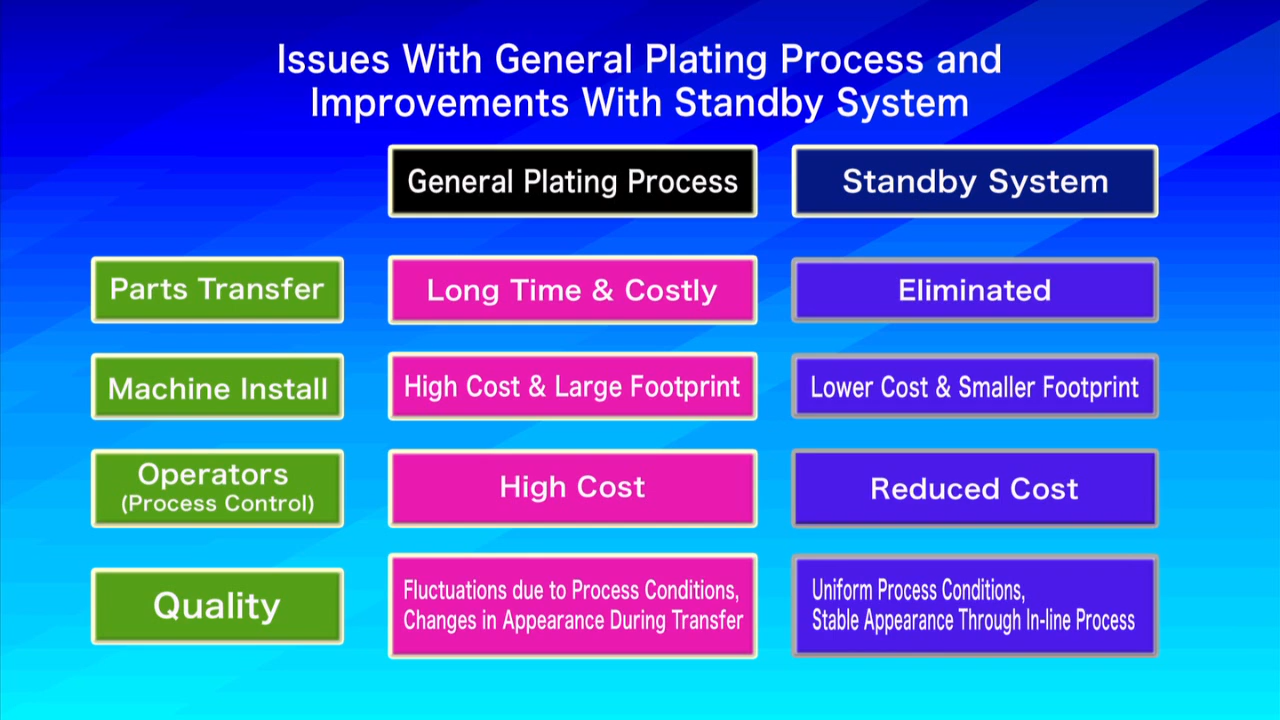 Issues With General Plating Process and
Improvements With Standby System
General Plating Process
Standby System
Parts Transfer
Long Time & Costly
Eliminated
Machine Install
High Cost & Large Footprint
Lower Cost & Smaller Footprint
Operators
(Process Control)
High Cost
Reduced Cost
Quality
Fluctuations due to Process Conditions,
Changes in Appearance During Transfer
Uniform Process Conditions,
Stable Appearance Through In-line Process